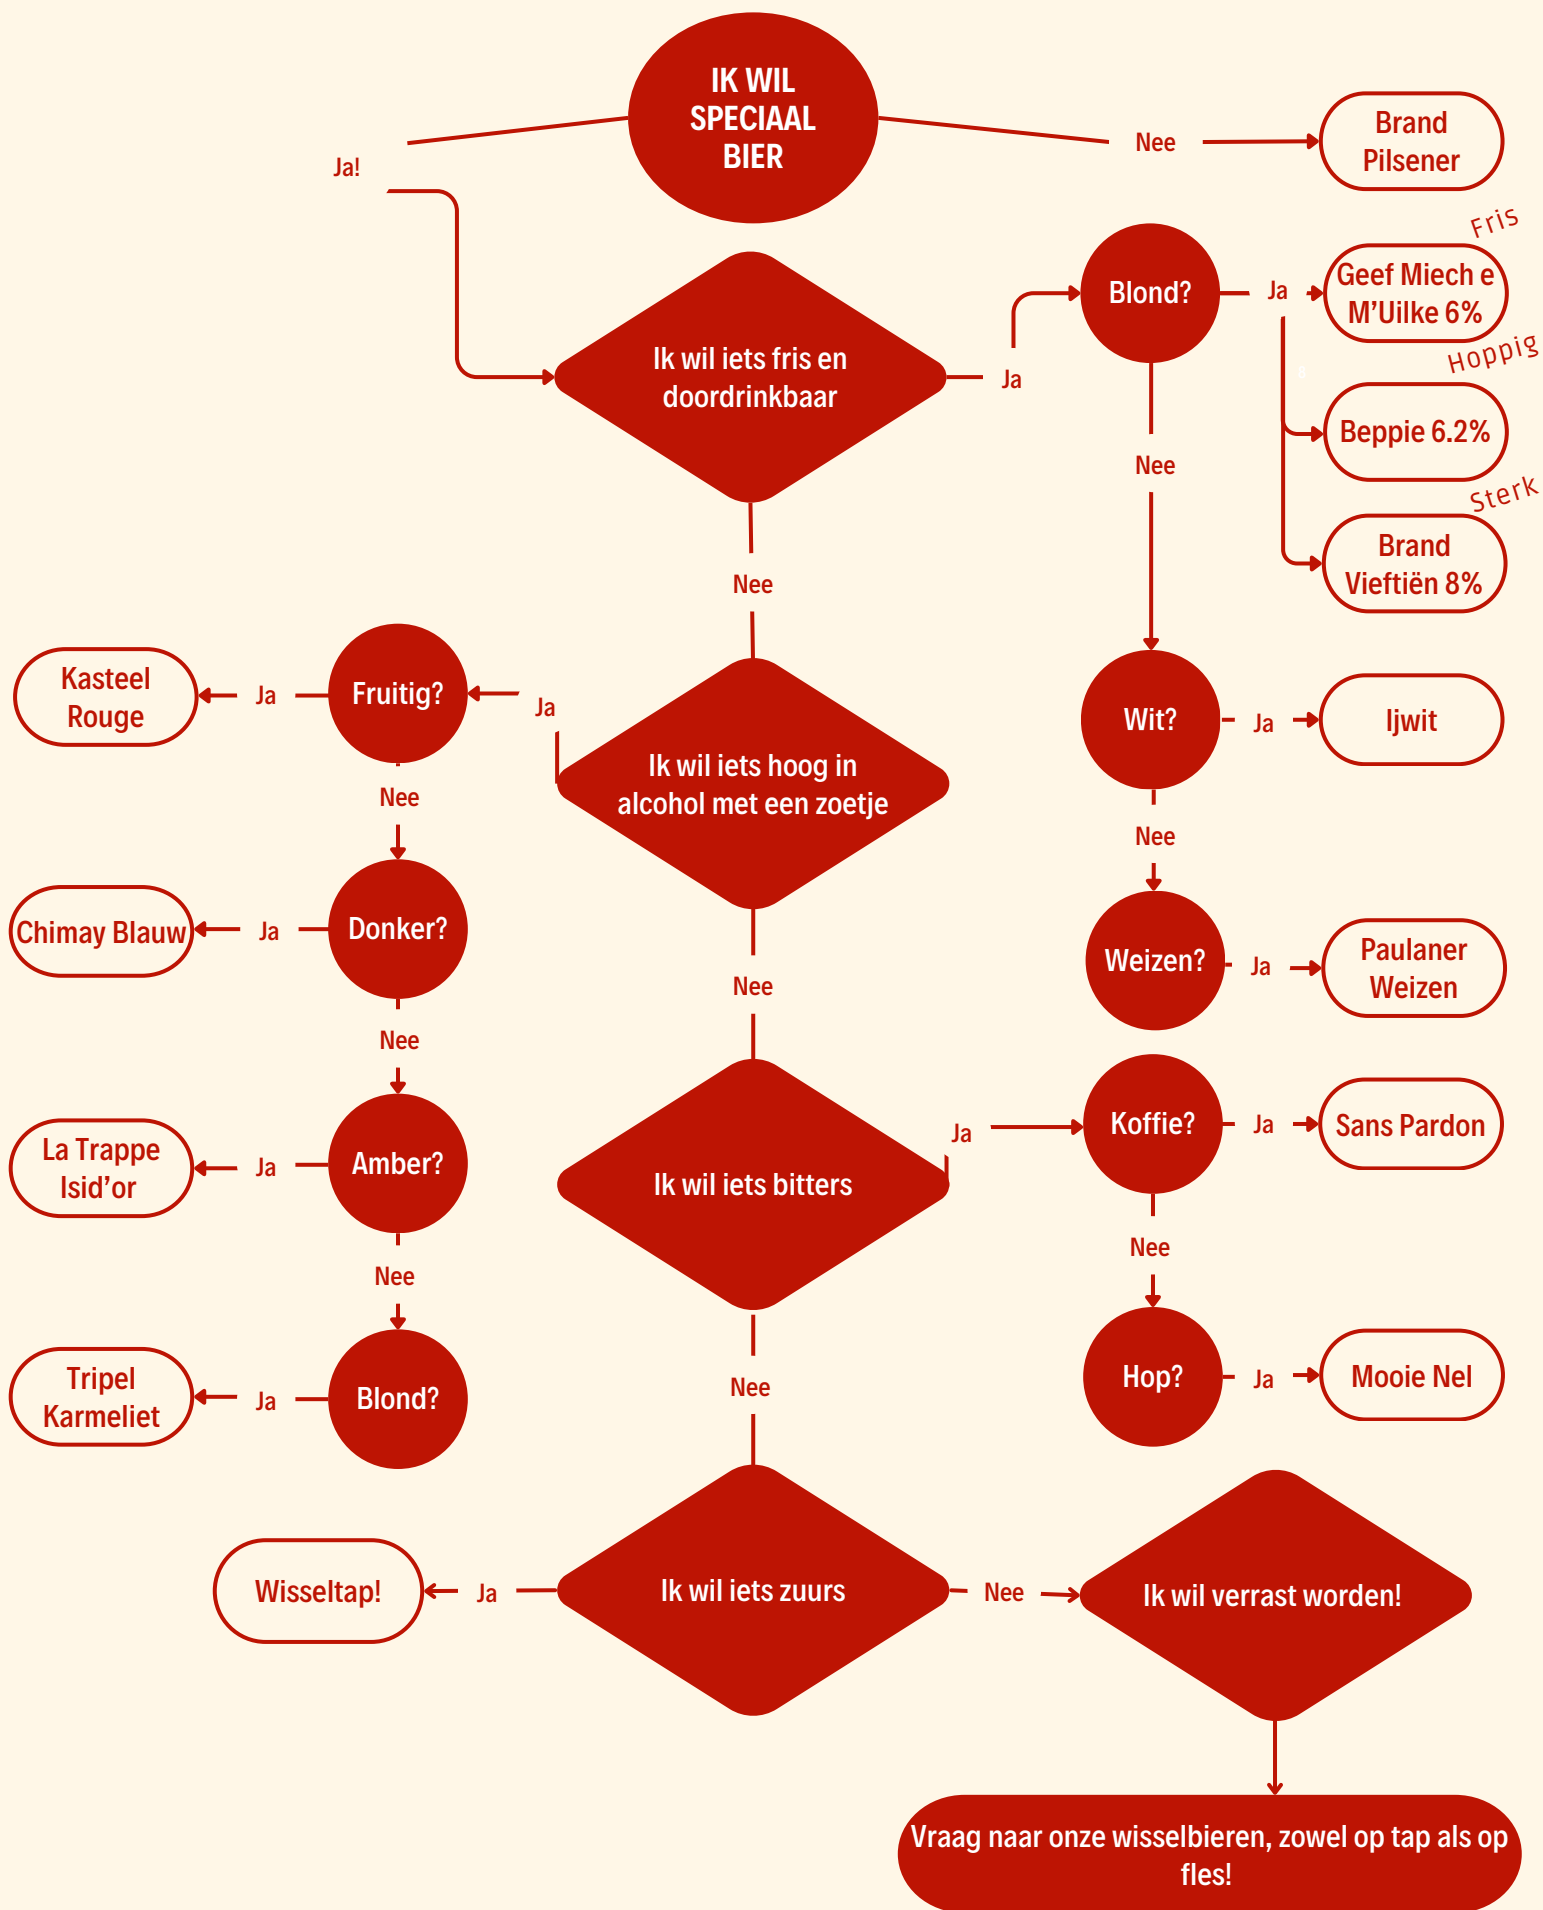 IK WIL
SPECIAAL
BIER
Ja!
Nee
Brand
Pilsener
Ik wil iets fris en
doordrinkbaar
Ja
Blond?
Ja
Fris
Geef Miech e
M'Uilke 6%
Hoppig
Beppie 6.2%
Sterk
Brand
Vieftiën 8%
Nee
Wit?
Ja
Ijwit
Nee
Weizen?
Ja
Paulaner
Weizen
Nee
Ik wil iets hoog in
alcohol met een zoetje
Ja
Fruitig?
Ja
Kasteel
Rouge
Nee
Donker?
Ja
Chimay Blauw
Nee
Amber?
Ja
La Trappe
Isid'or
Nee
Blond?
Ja
Tripel
Karmeliet
Nee
Ik wil iets bitters
Ja
Koffie?
Ja
Sans Pardon
Nee
Hop?
Ja
Mooie Nel
Nee
Ik wil iets zuurs
Ja
Wisseltap!
Nee
Ik wil verrast worden!
Vraag naar onze wisselbieren, zowel op tap als op
fles!